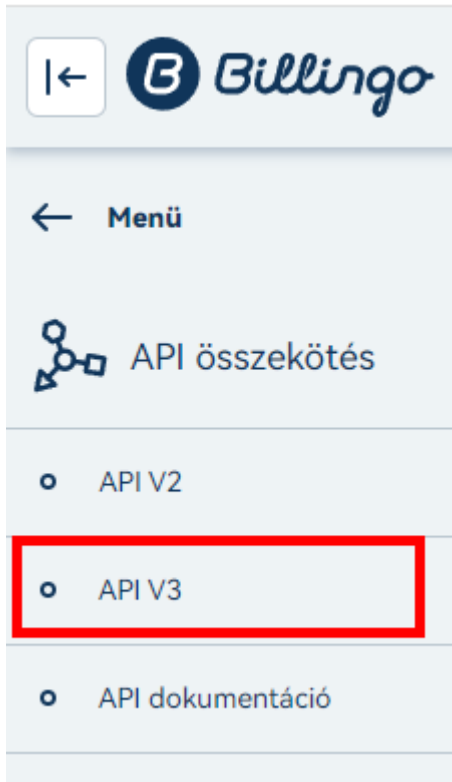 Billingo
Menü
API összekötés
API V2
API V3
API dokumentáció